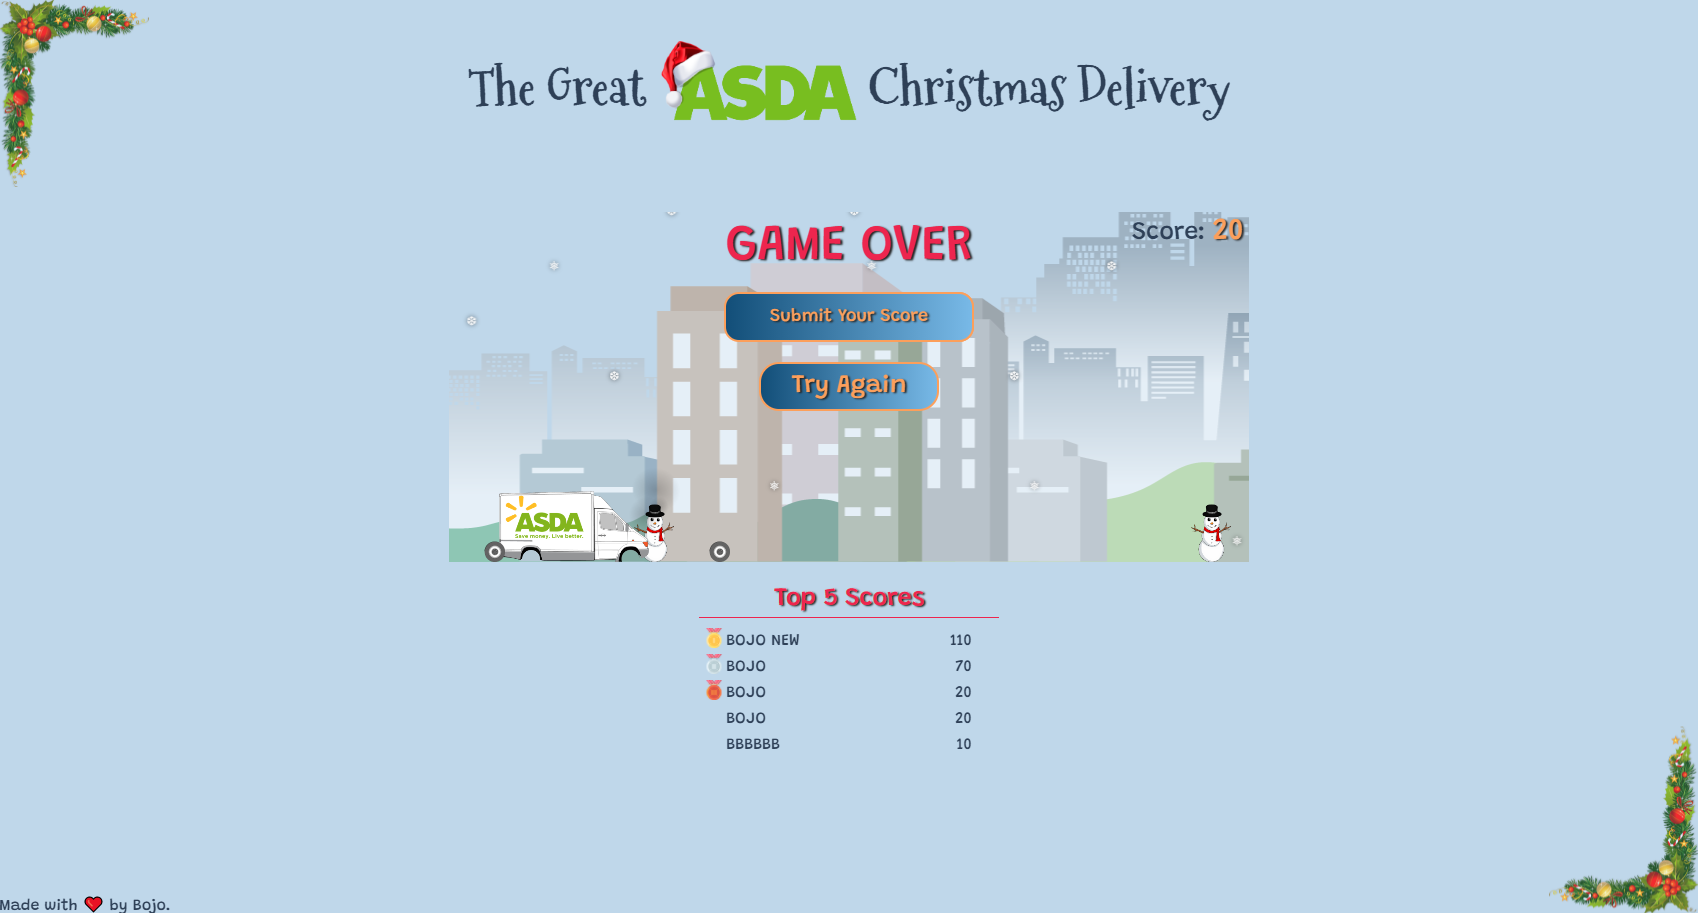 The Great ASDA Christmas Delivery
GAME OVER
Score: 20
Submit Your Score
Try Again
ASDA
Save money. Live better.
Top 5 Scores
BOJO NEW 110
BOJO 70
BOJO 20
BOJO 20
BBBBBB 10
Made with ❤ by Bojo.